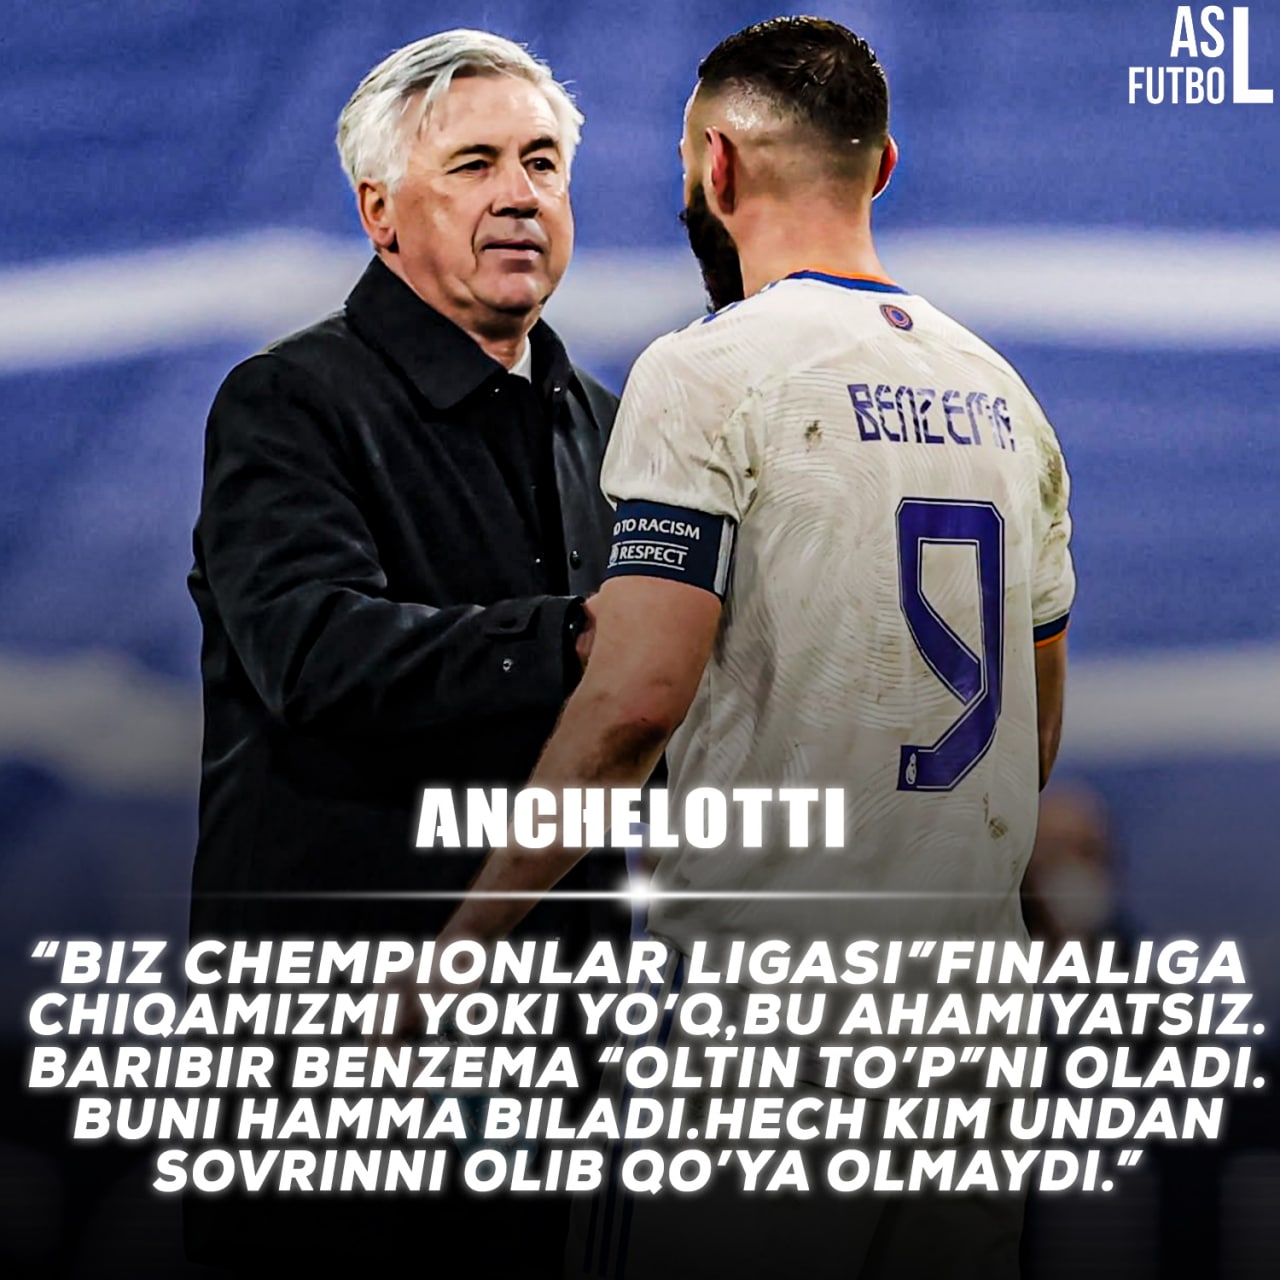 AS L
FUTBO
BENZEMA
9
O TO RACISM
RESPECT
ANCHELOTTI
“BIZ CHEMPIONLAR LIGASI”FINALIGA
CHIQAMIZMI YOKI YO‘Q,BU AHAMIYATSIZ.
BARIBIR BENZEMA “OLTIN TO’P”NI OLADI.
BUNI HAMMA BILADI.HECH KIM UNDAN
SOVRINNI OLIB QO’YA OLMAYDI.”